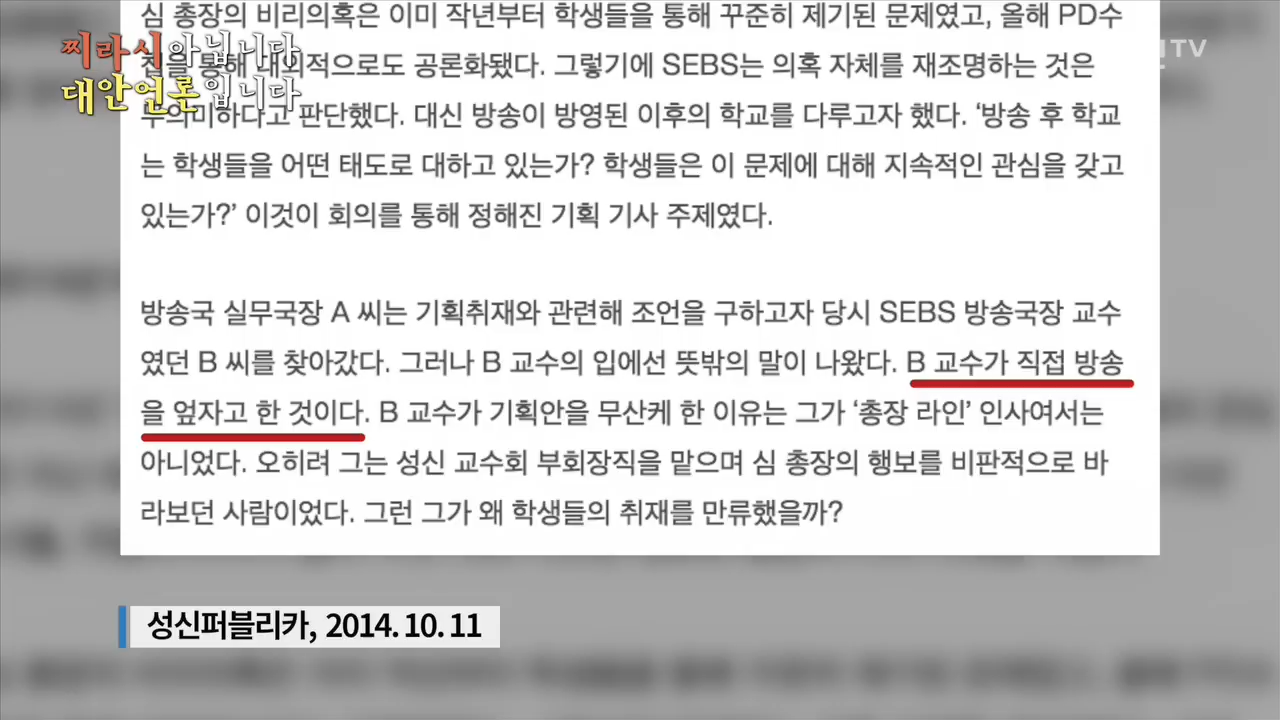 심 총장의 비리의혹은 이미 작년부터 학생들을 통해 꾸준히 제기된 문제였고, 올해 PD수
찌라시아닙니다
TV
첩을 통해 대외적으로도 공론화됐다. 그렇기에 SEBS는 의혹 자체를 재조명하는 것은
대안언론입니다
무의미하다고 판단했다. 대신 방송이 방영된 이후의 학교를 다루고자 했다. ‘방송 후 학교
는 학생들을 어떤 태도로 대하고 있는가? 학생들은 이 문제에 대해 지속적인 관심을 갖고
있는가?’ 이것이 회의를 통해 정해진 기획 기사 주제였다.
방송국 실무국장 A 씨는 기획취재와 관련해 조언을 구하고자 당시 SEBS 방송국장 교수
였던 B 씨를 찾아갔다. 그러나 B 교수의 입에선 뜻밖의 말이 나왔다. B 교수가 직접 방송
을 엎자고 한 것이다. B 교수가 기획안을 무산케 한 이유는 그가 ‘총장 라인’ 인사여서는
아니었다. 오히려 그는 성신 교수회 부회장직을 맡으며 심 총장의 행보를 비판적으로 바
라보던 사람이었다. 그런 그가 왜 학생들의 취재를 만류했을까?
성신퍼블리카, 2014. 10. 11